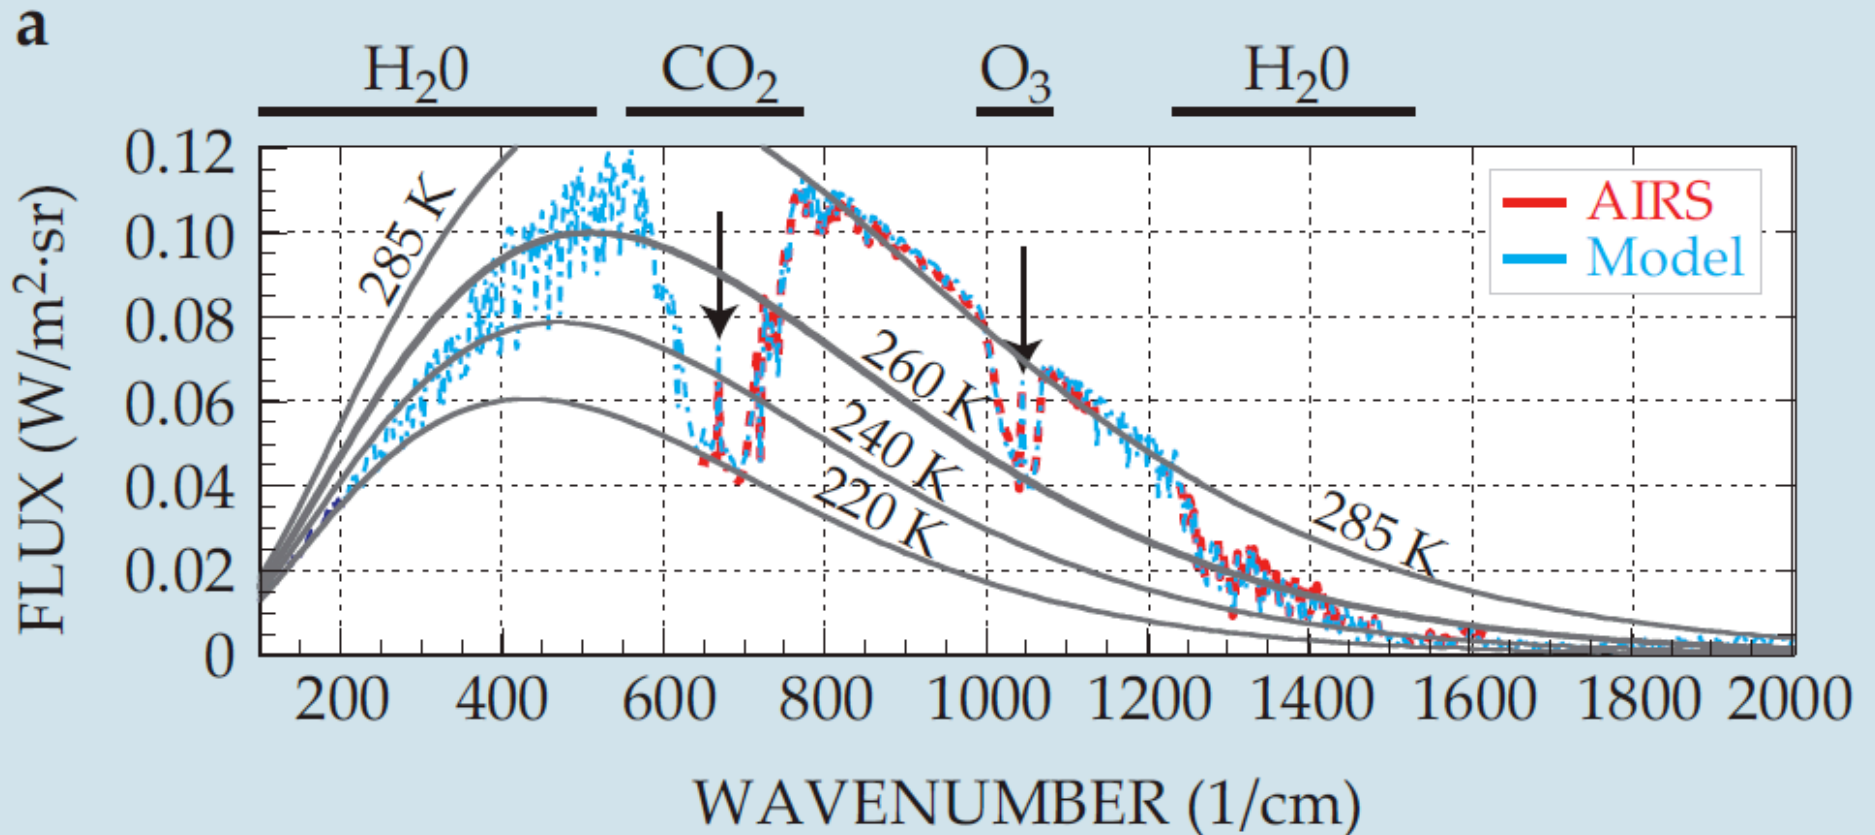 a
H₂0 CO₂ O₃ H₂0
0.12
0.10
0.08
0.06
0.04
0.02
0
FLUX (W/m²·sr)
285 K
260 K
240 K
220 K
285 K
AIRS
Model
200 400 600 800 1000 1200 1400 1600 1800 2000
WAVENUMBER (1/cm)